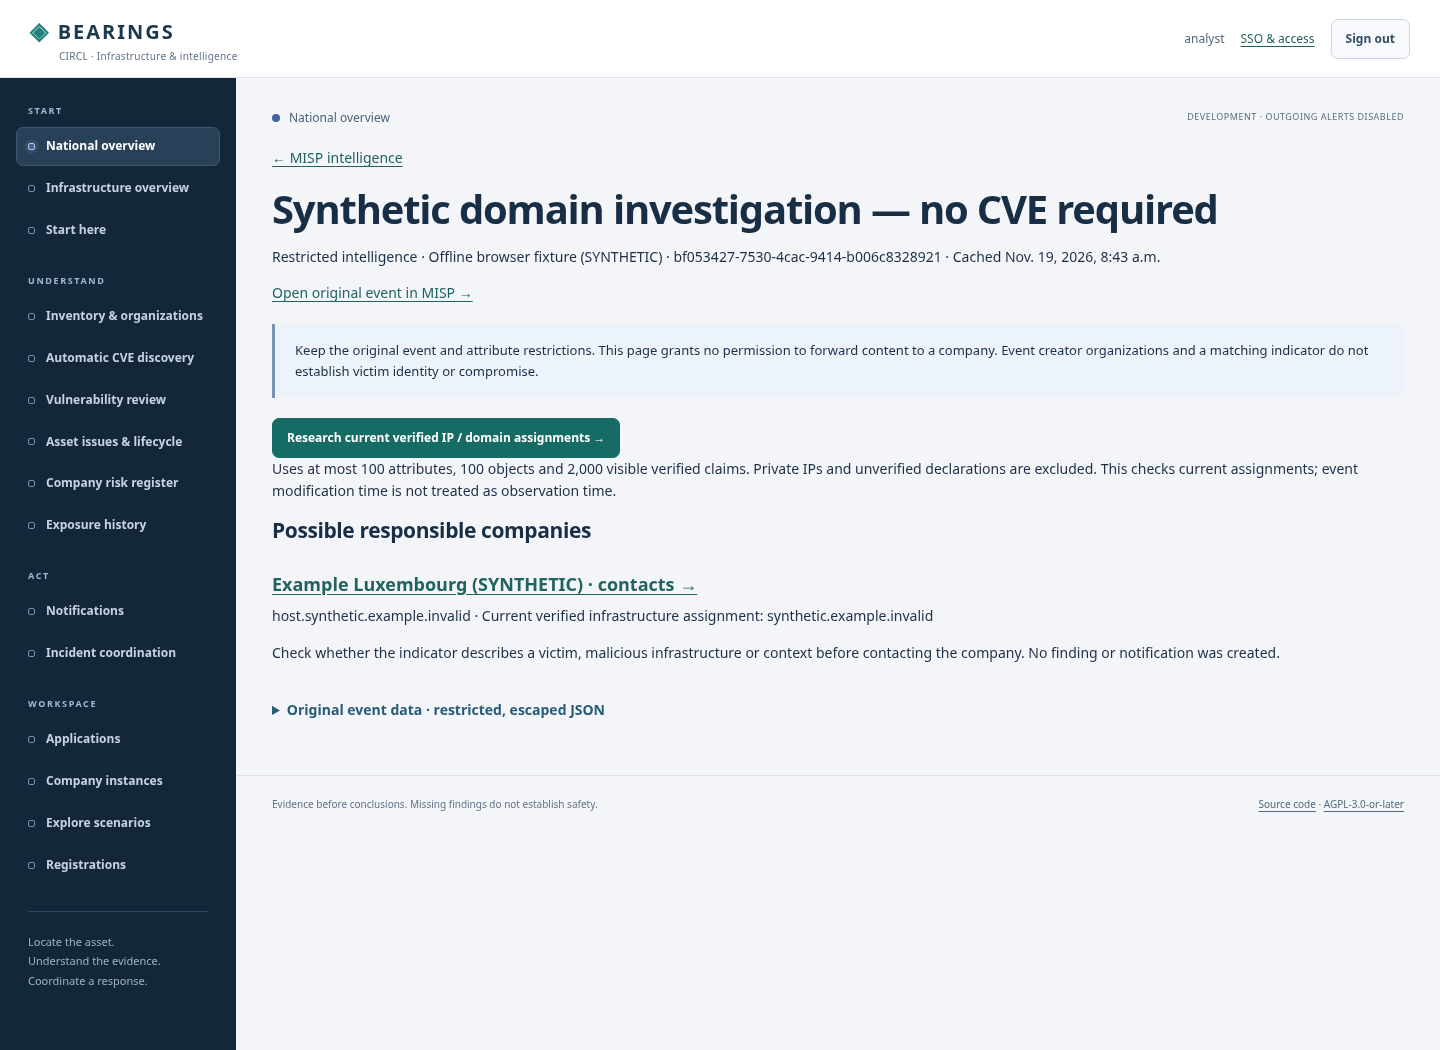 BEARINGS
CIRCL · Infrastructure & intelligence
analyst
SSO & access
Sign out
START
National overview
Infrastructure overview
Start here
UNDERSTAND
Inventory & organizations
Automatic CVE discovery
Vulnerability review
Asset issues & lifecycle
Company risk register
Exposure history
ACT
Notifications
Incident coordination
WORKSPACE
Applications
Company instances
Explore scenarios
Registrations
Locate the asset.
Understand the evidence.
Coordinate a response.
National overview
DEVELOPMENT · OUTGOING ALERTS DISABLED
← MISP intelligence
Synthetic domain investigation — no CVE required
Restricted intelligence · Offline browser fixture (SYNTHETIC) · bf053427-7530-4cac-9414-b006c8328921 · Cached Nov. 19, 2026, 8:43 a.m.
Open original event in MISP →
Keep the original event and attribute restrictions. This page grants no permission to forward content to a company. Event creator organizations and a matching indicator do not
establish victim identity or compromise.
Research current verified IP / domain assignments →
Uses at most 100 attributes, 100 objects and 2,000 visible verified claims. Private IPs and unverified declarations are excluded. This checks current assignments; event
modification time is not treated as observation time.
Possible responsible companies
Example Luxembourg (SYNTHETIC) · contacts →
host.synthetic.example.invalid · Current verified infrastructure assignment: synthetic.example.invalid
Check whether the indicator describes a victim, malicious infrastructure or context before contacting the company. No finding or notification was created.
▶ Original event data · restricted, escaped JSON
Evidence before conclusions. Missing findings do not establish safety.
Source code · AGPL-3.0-or-later